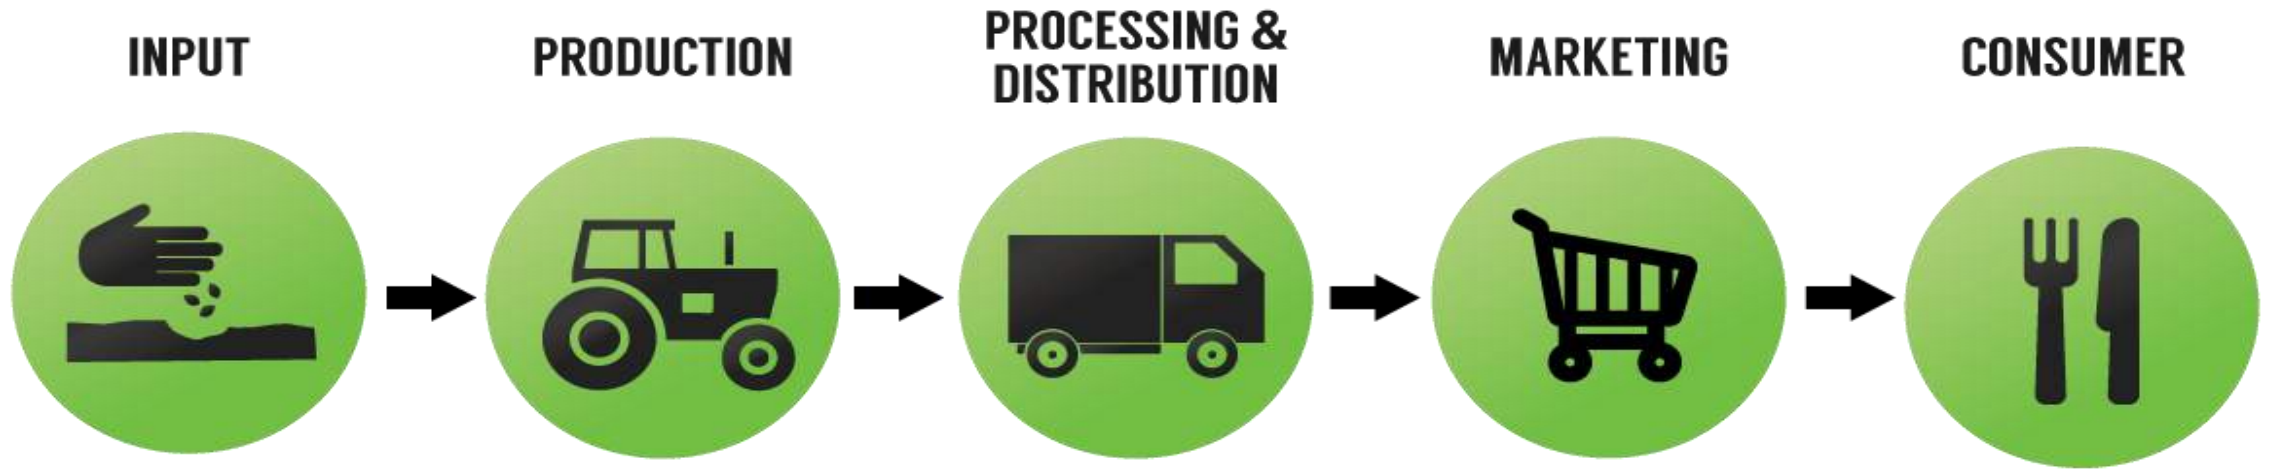 INPUT
PRODUCTION
PROCESSING &
DISTRIBUTION
MARKETING
CONSUMER